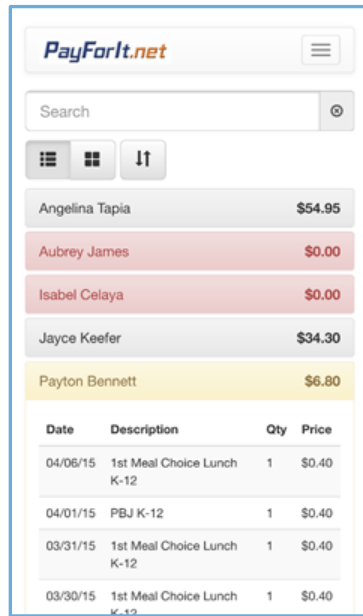 PayForIt.net
Search
Angelina Tapia $54.95
Aubrey James $0.00
Isabel Celaya $0.00
Jayce Keefer $34.30
Payton Bennett $6.80
Date Description Qty Price
04/06/15 1st Meal Choice Lunch 1 $0.40
K-12
04/01/15 PBJ K-12 1 $0.40
03/31/15 1st Meal Choice Lunch 1 $0.40
K-12
03/30/15 1st Meal Choice Lunch 1 $0.40
K-12